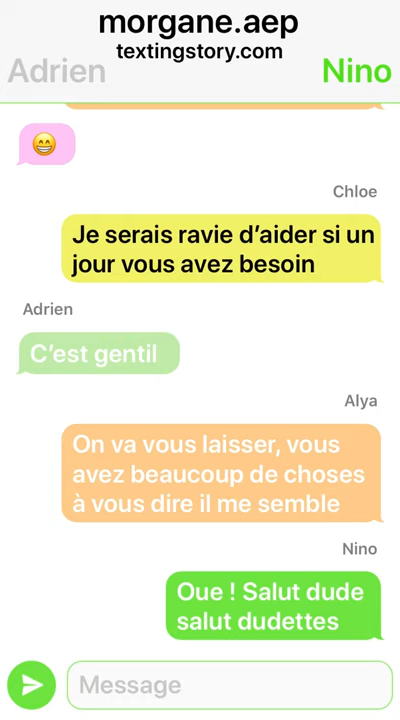 morgane.aep
textingstory.com
Adrien
Nino
Chloe
Je serais ravie d’aider si un
jour vous avez besoin
Adrien
C’est gentil
Alya
On va vous laisser, vous
avez beaucoup de choses
à vous dire il me semble
Nino
Oue ! Salut dude
salut dudettes
Message